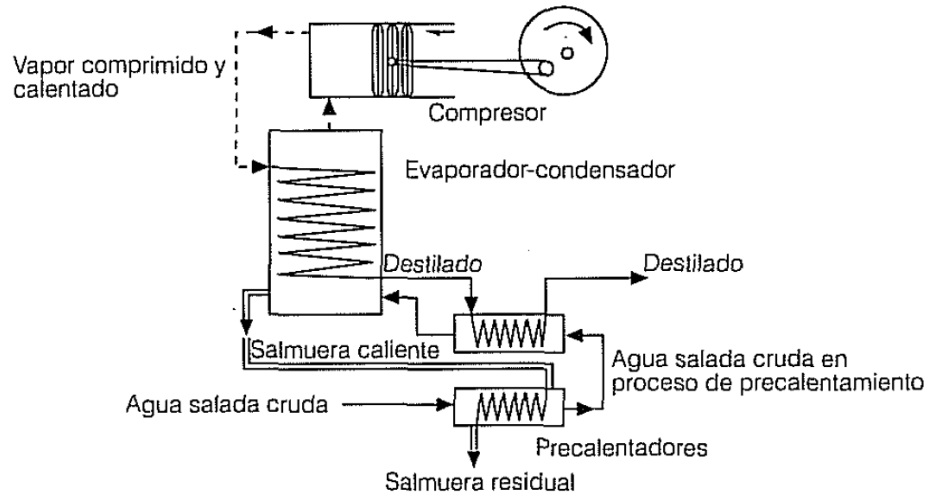 Vapor comprimido y
calentado
Compresor
Evaporador-condensador
Destilado
Destilado
Salmuera caliente
Agua salada cruda en
proceso de precalentamiento
Agua salada cruda
Precalentadores
Salmuera residual